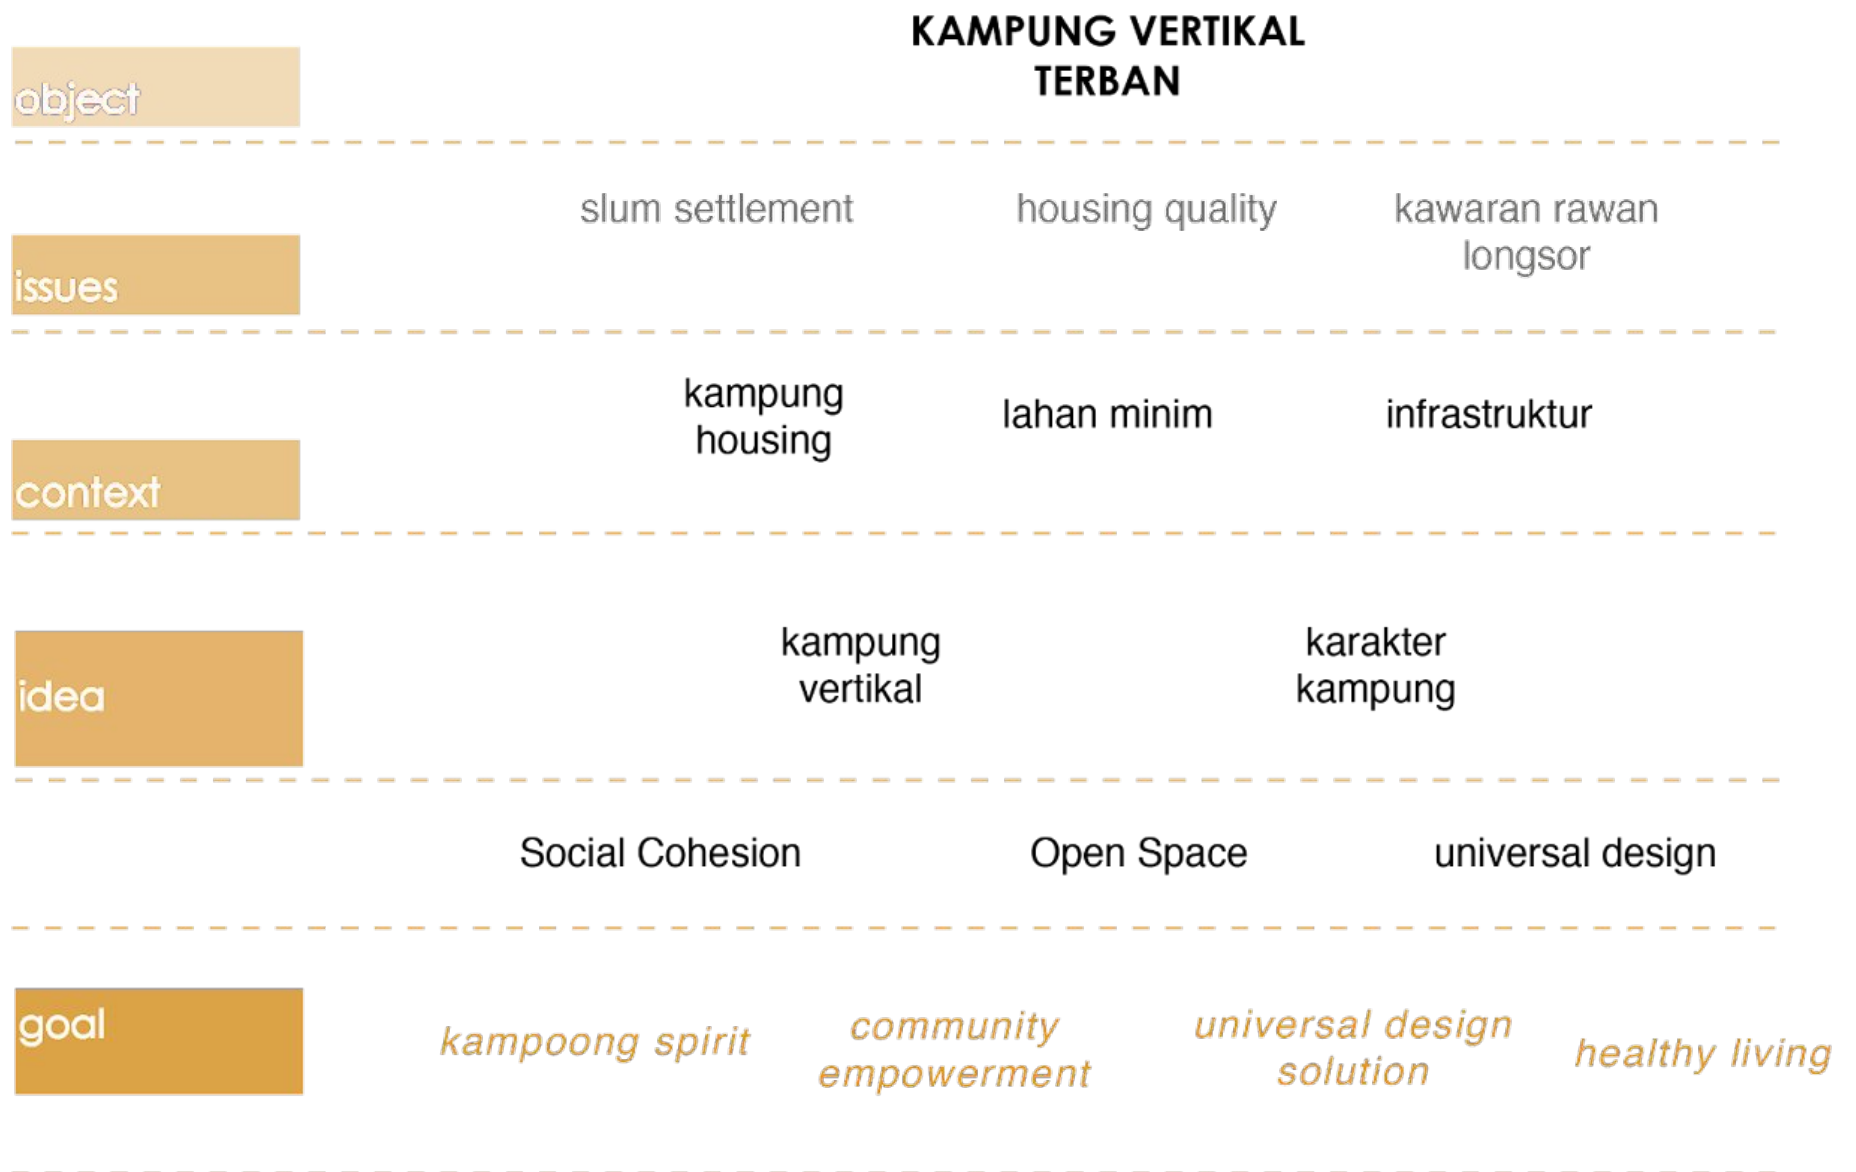 KAMPUNG VERTIKAL
TERBAN
object
slum settlement
housing quality
kawaran rawan
longsor
issues
kampung
housing
lahan minim
infrastruktur
context
kampung
vertikal
karakter
kampung
idea
Social Cohesion
Open Space
universal design
goal
kampoong spirit
community
empowerment
universal design
solution
healthy living